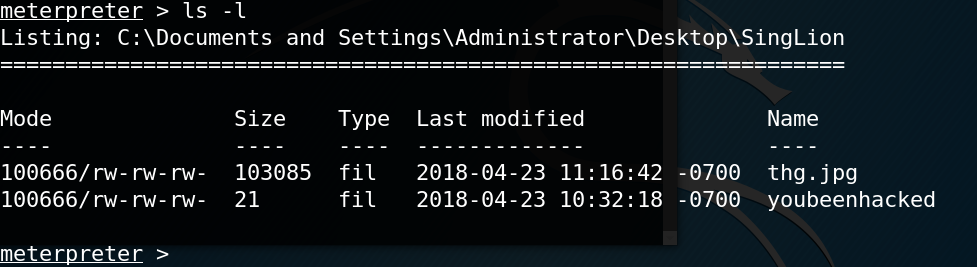 meterpreter > ls -l
Listing: C:\Documents and Settings\Administrator\Desktop\SingLion
=================================================================
Mode                Size    Type  Last modified              Name
----                ----    ----  -------------              ----
100666/rw-rw-rw-  103085  fil   2018-04-23 11:16:42 -0700  thg.jpg
100666/rw-rw-rw-  21      fil   2018-04-23 10:32:18 -0700  youbeenhacked
meterpreter >